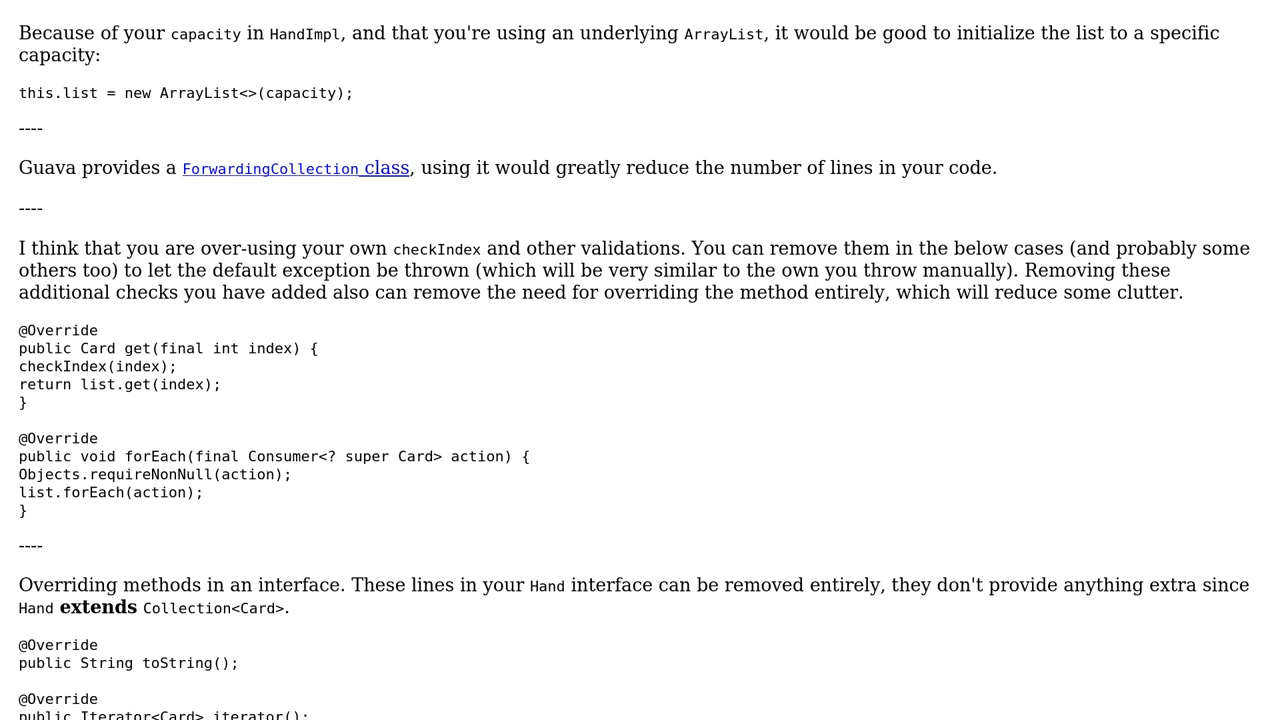 Because of your capacity in HandImpl, and that you're using an underlying ArrayList, it would be good to initialize the list to a specific
capacity:
this.list = new ArrayList<>(capacity);
----
Guava provides a ForwardingCollection class, using it would greatly reduce the number of lines in your code.
----
I think that you are over-using your own checkIndex and other validations. You can remove them in the below cases (and probably some
others too) to let the default exception be thrown (which will be very similar to the own you throw manually). Removing these
additional checks you have added also can remove the need for overriding the method entirely, which will reduce some clutter.
@Override
public Card get(final int index) {
checkIndex(index);
return list.get(index);
}
@Override
public void forEach(final Consumer<? super Card> action) {
Objects.requireNonNull(action);
list.forEach(action);
}
----
Overriding methods in an interface. These lines in your Hand interface can be removed entirely, they don't provide anything extra since
Hand extends Collection<Card>.
@Override
public String toString();
@Override
public Iterator<Card> iterator();